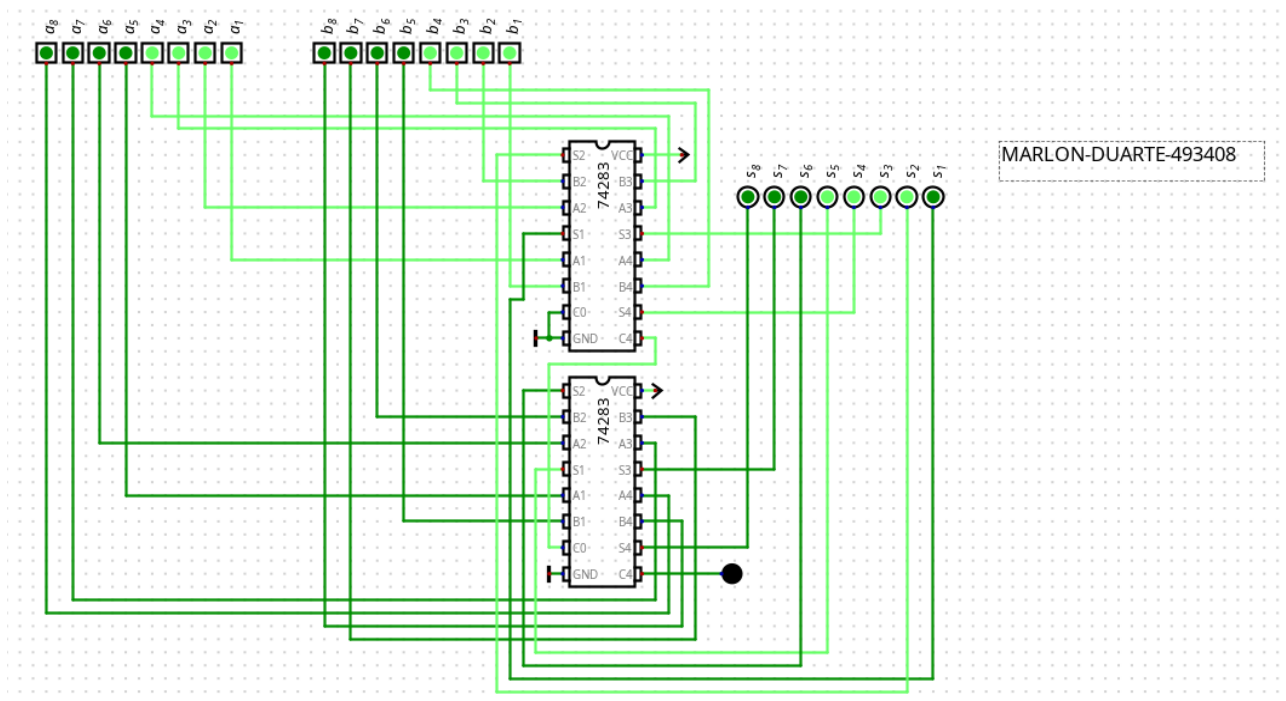 a8 a7 a6 a5 a4 a3 a2 a1
b8 b7 b6 b5 b4 b3 b2 b1
MARLON-DUARTE-493408
s8 s7 s6 s5 s4 s3 s2 s1
74283
S2 VCC
B2 B3
A2 A3
S1 S3
A1 A4
B1 B4
C0 S4
GND C4
74283
S2 VCC
B2 B3
A2 A3
S1 S3
A1 A4
B1 B4
C0 S4
GND C4